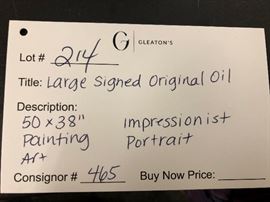 Lot # 214
G GLEATON'S
Title: Large Signed Original Oil
Description:
50 x 38" impressionist
Painting Portrait
Art
Consignor # 465 Buy Now Price: